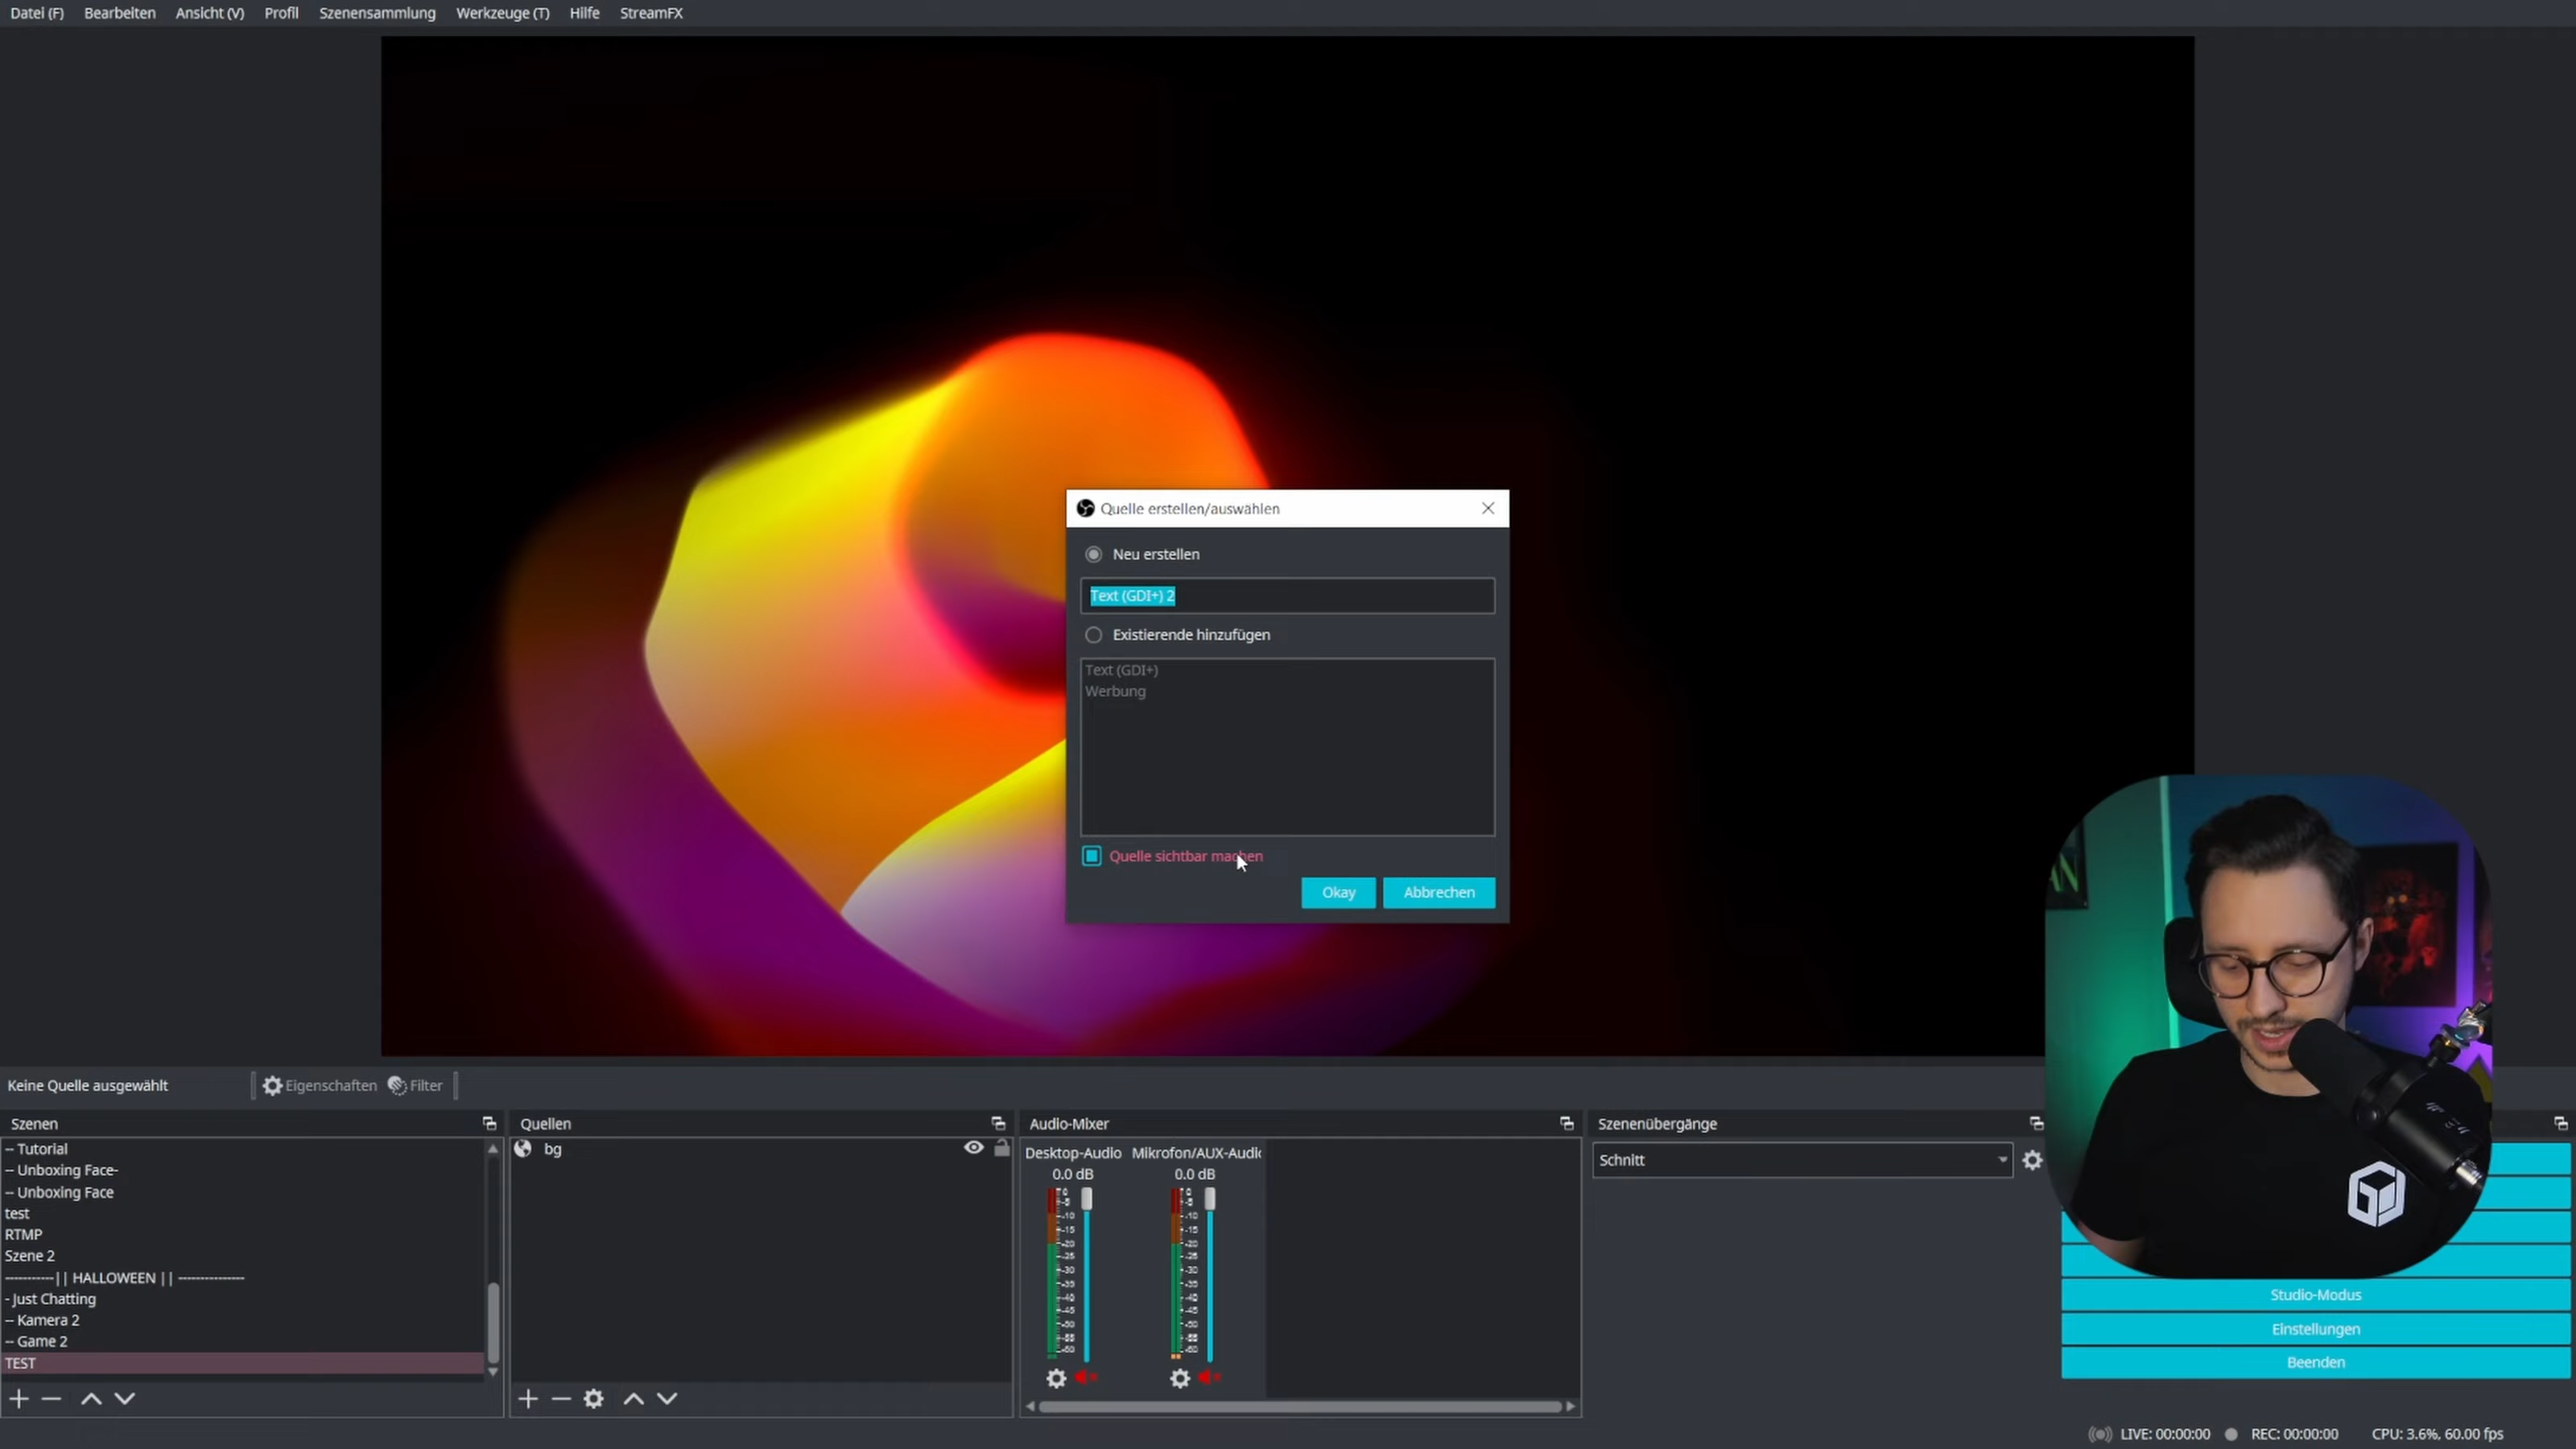 Datei (F) Bearbeiten Ansicht (V) Profil Szenensammlung Werkzeuge (T) Hilfe StreamFX
Quelle erstellen/auswählen
Neu erstellen
Text (GDI+) 2
Existierende hinzufügen
Text (GDI+)
Werbung
Quelle sichtbar machen
Okay Abbrechen
AN
Keine Quelle ausgewählt Eigenschaften Filter
Szenen
-- Tutorial
-- Unboxing Face-
-- Unboxing Face
test
RTMP
Szene 2
----------|| HALLOWEEN || --------------
- Just Chatting
-- Kamera 2
-- Game 2
TEST
Quellen
bg
Audio-Mixer
Desktop-Audio Mikrofon/AUX-Audi
0.0 dB 0.0 dB
Szenenübergänge
Schnitt
Studio-Modus
Einstellungen
Beenden
LIVE: 00:00:00 REC: 00:00:00 CPU: 3.6%, 60.00 fps